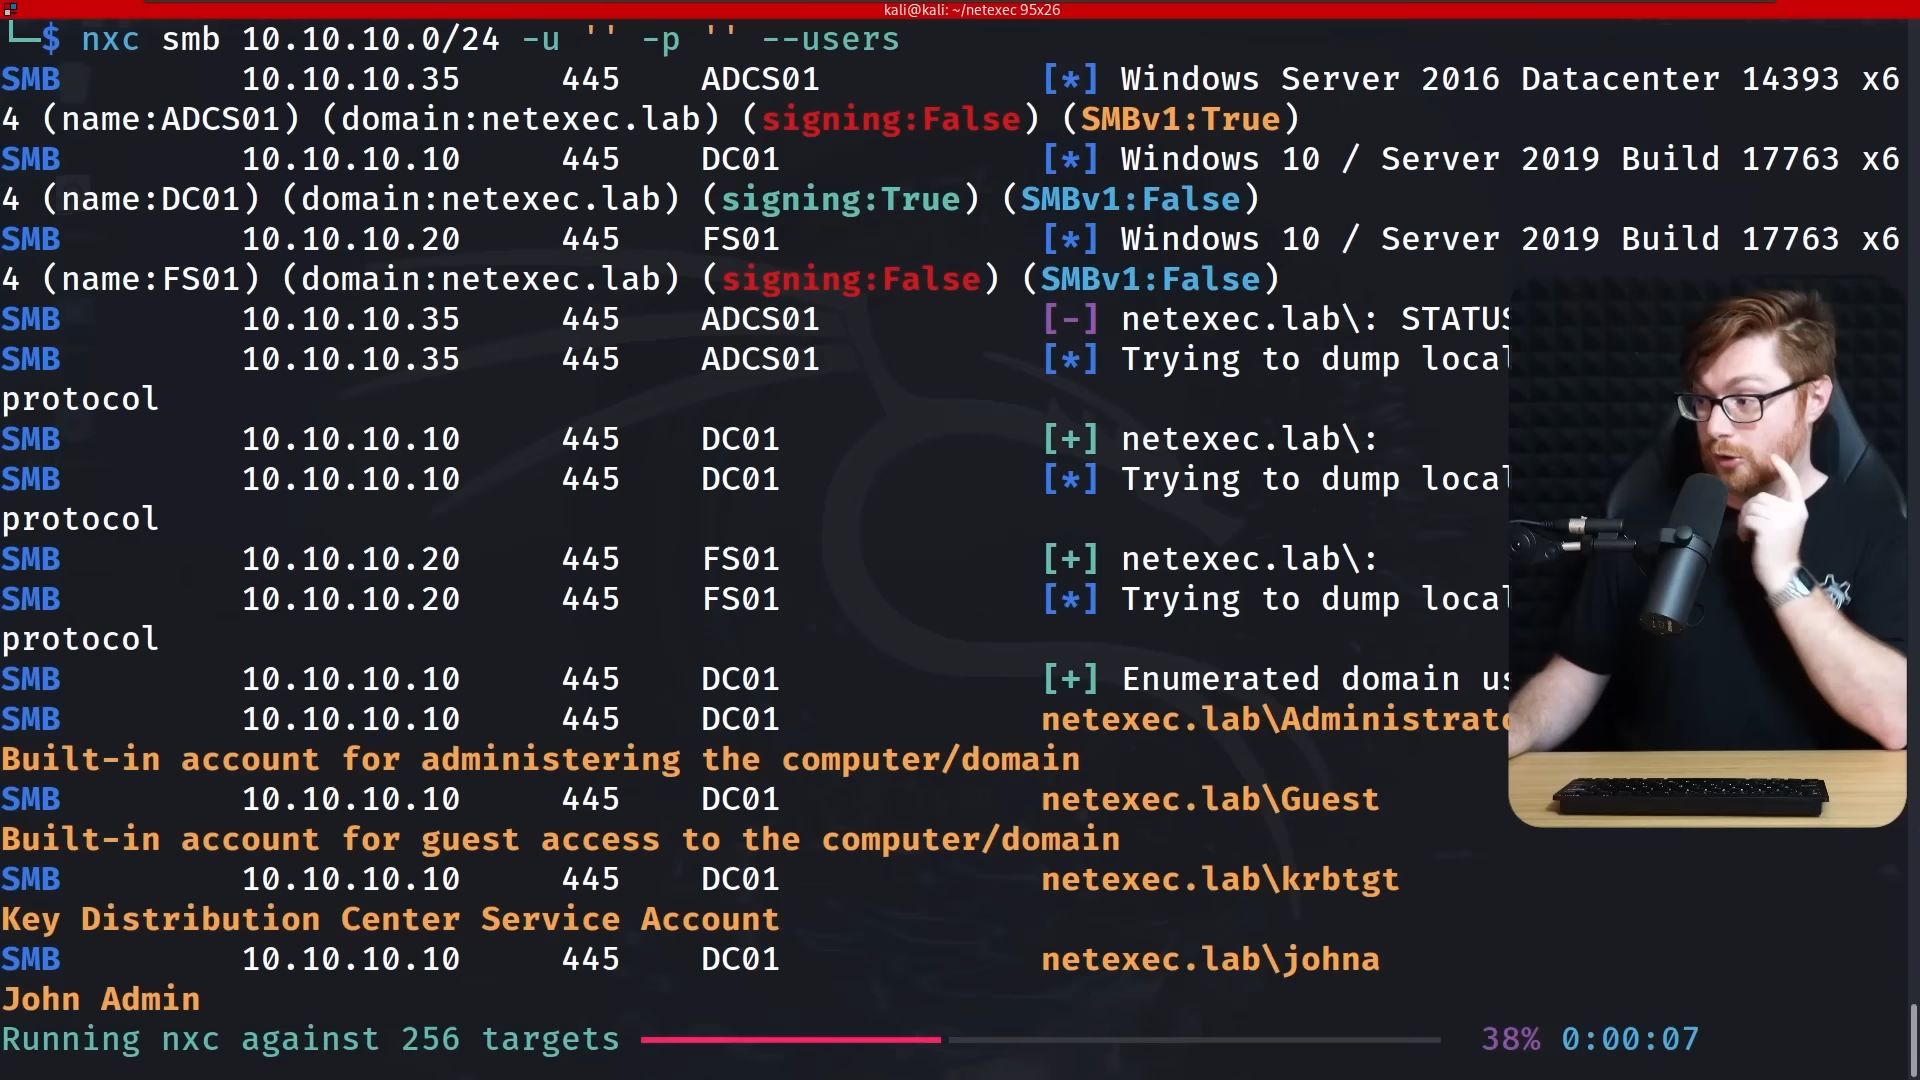 kali@kali: ~/netexec 95x26
└─$ nxc smb 10.10.10.0/24 -u '' -p '' --users
SMB 10.10.10.35 445 ADCS01 [*] Windows Server 2016 Datacenter 14393 x6
4 (name:ADCS01) (domain:netexec.lab) (signing:False) (SMBv1:True)
SMB 10.10.10.10 445 DC01 [*] Windows 10 / Server 2019 Build 17763 x6
4 (name:DC01) (domain:netexec.lab) (signing:True) (SMBv1:False)
SMB 10.10.10.20 445 FS01 [*] Windows 10 / Server 2019 Build 17763 x6
4 (name:FS01) (domain:netexec.lab) (signing:False) (SMBv1:False)
SMB 10.10.10.35 445 ADCS01 [-] netexec.lab\: STATUS
SMB 10.10.10.35 445 ADCS01 [*] Trying to dump local
protocol
SMB 10.10.10.10 445 DC01 [+] netexec.lab\:
SMB 10.10.10.10 445 DC01 [*] Trying to dump local
protocol
SMB 10.10.10.20 445 FS01 [+] netexec.lab\:
SMB 10.10.10.20 445 FS01 [*] Trying to dump local
protocol
SMB 10.10.10.10 445 DC01 [+] Enumerated domain us
SMB 10.10.10.10 445 DC01 netexec.lab\Administrato
Built-in account for administering the computer/domain
SMB 10.10.10.10 445 DC01 netexec.lab\Guest
Built-in account for guest access to the computer/domain
SMB 10.10.10.10 445 DC01 netexec.lab\krbtgt
Key Distribution Center Service Account
SMB 10.10.10.10 445 DC01 netexec.lab\johna
John Admin
Running nxc against 256 targets 38% 0:00:07